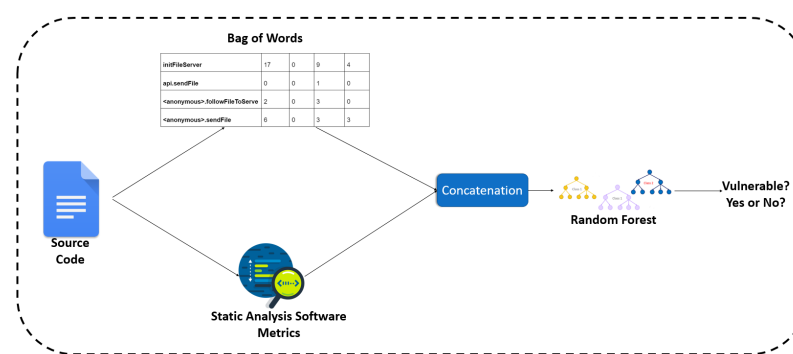 Bag of Words
initFileServer 17 0 9 4
api.sendFile 0 0 1 0
<anonymous>.followFileToServe 2 0 3 0
<anonymous>.sendFile 6 0 3 3
Source
Code
Static Analysis Software
Metrics
Concatenation
Random Forest
Vulnerable?
Yes or No?